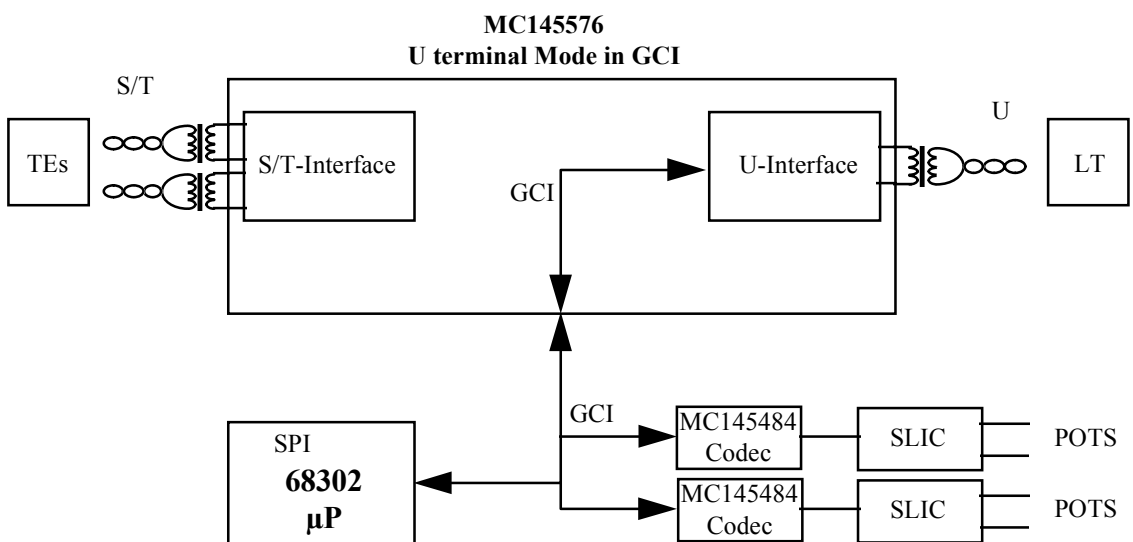 MC145576
U terminal Mode in GCI
S/T
U
TEs
S/T-Interface
U-Interface
LT
GCI
GCI
MC145484
Codec
SLIC
POTS
SPI
68302
µP
MC145484
Codec
SLIC
POTS